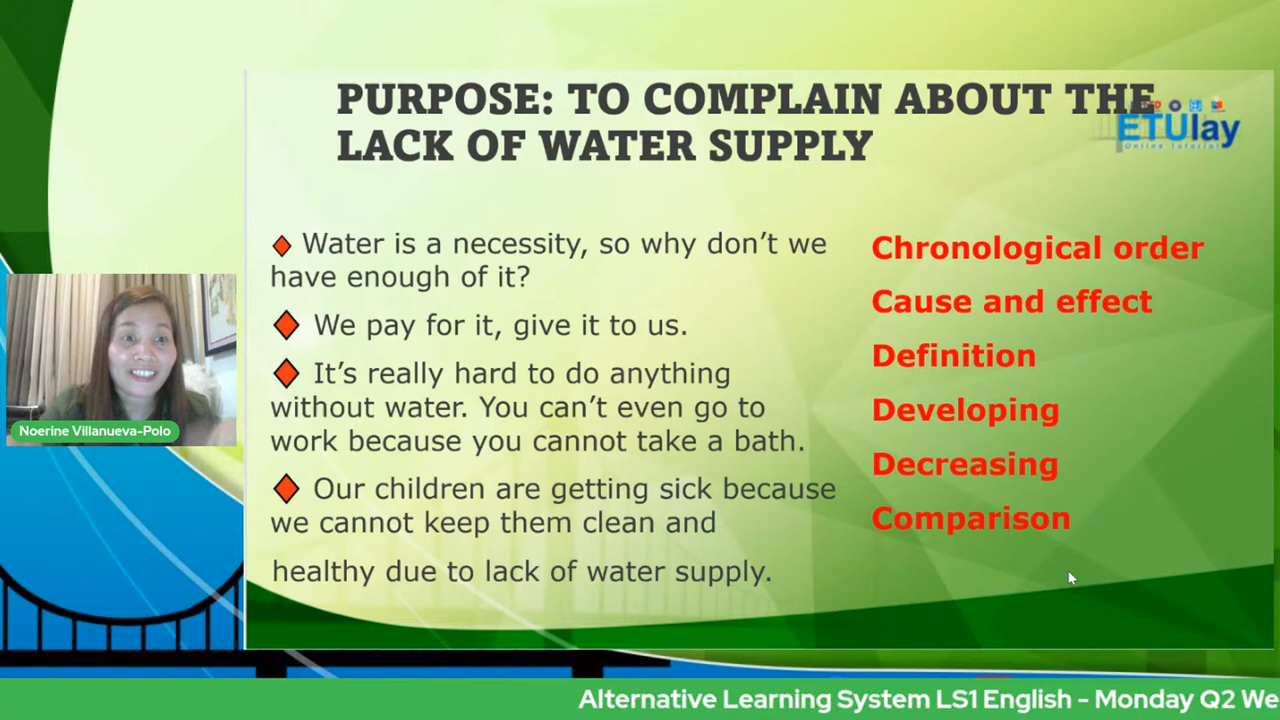 PURPOSE: TO COMPLAIN ABOUT THE
LACK OF WATER SUPPLY
ETUlay
Online Tutorial
Water is a necessity, so why don’t we
have enough of it?
We pay for it, give it to us.
It’s really hard to do anything
without water. You can’t even go to
work because you cannot take a bath.
Our children are getting sick because
we cannot keep them clean and
healthy due to lack of water supply.
Chronological order
Cause and effect
Definition
Developing
Decreasing
Comparison
Noerine Villanueva-Polo
Alternative Learning System LS1 English - Monday Q2 We